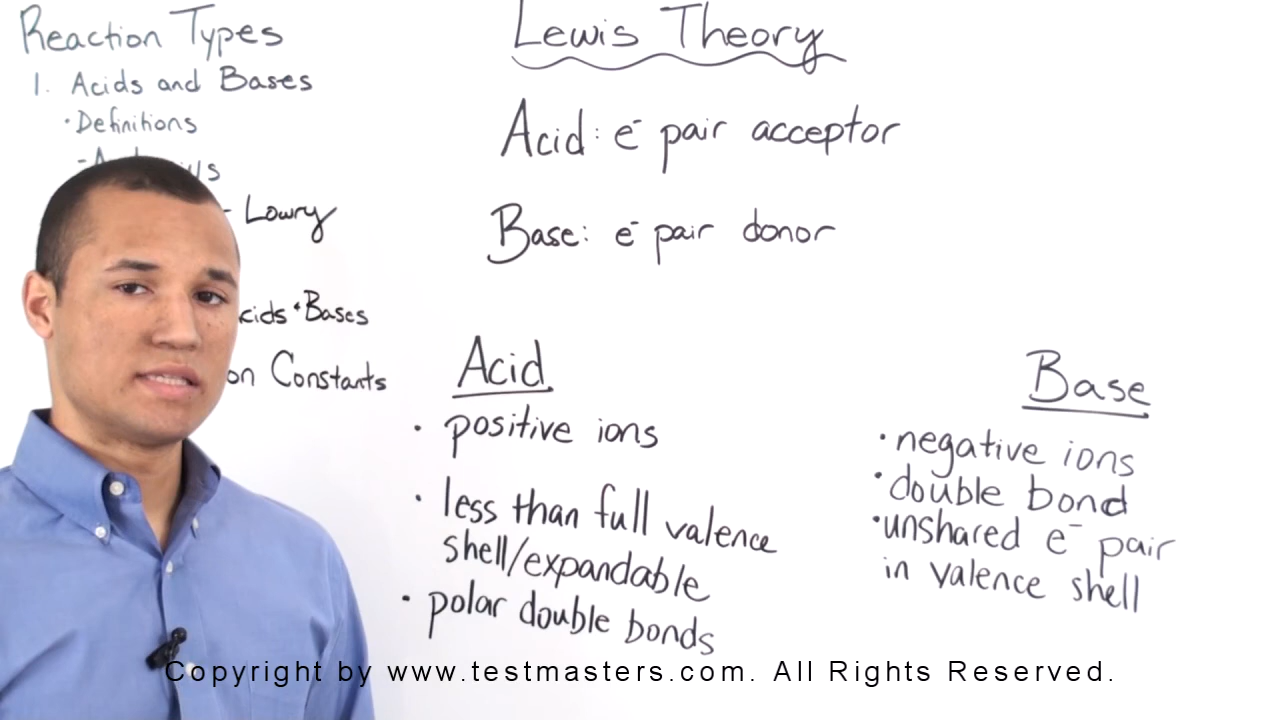 Reaction Types
1. Acids and Bases
• Definitions
Lowry
Bases
Constants
Lewis Theory
Acid: e⁻ pair acceptor
Base: e⁻ pair donor
Acid
• positive ions
• less than full valence
shell/expandable
• polar double bonds
Base
• negative ions
• double bond
• unshared e⁻ pair
in valence shell
Copyright by www.testmasters.com. All Rights Reserved.